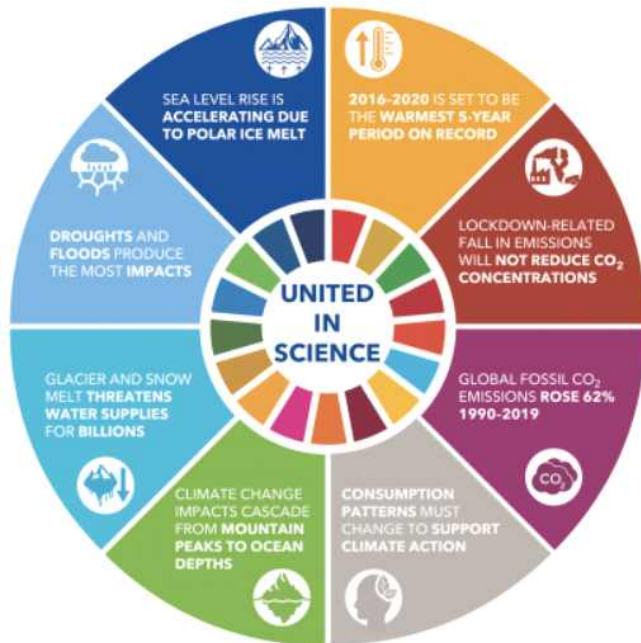 SEA LEVEL RISE IS
ACCELERATING DUE
TO POLAR ICE MELT
2016-2020 IS SET TO BE
THE WARMEST 5-YEAR
PERIOD ON RECORD
LOCKDOWN-RELATED
FALL IN EMISSIONS
WILL NOT REDUCE CO₂
CONCENTRATIONS
GLOBAL FOSSIL CO₂
EMISSIONS ROSE 62%
1990-2019
CO₂
CONSUMPTION
PATTERNS MUST
CHANGE TO SUPPORT
CLIMATE ACTION
CLIMATE CHANGE
IMPACTS CASCADE
FROM MOUNTAIN
PEAKS TO OCEAN
DEPTHS
GLACIER AND SNOW
MELT THREATENS
WATER SUPPLIES
FOR BILLIONS
DROUGHTS AND
FLOODS PRODUCE
THE MOST IMPACTS
UNITED
IN
SCIENCE